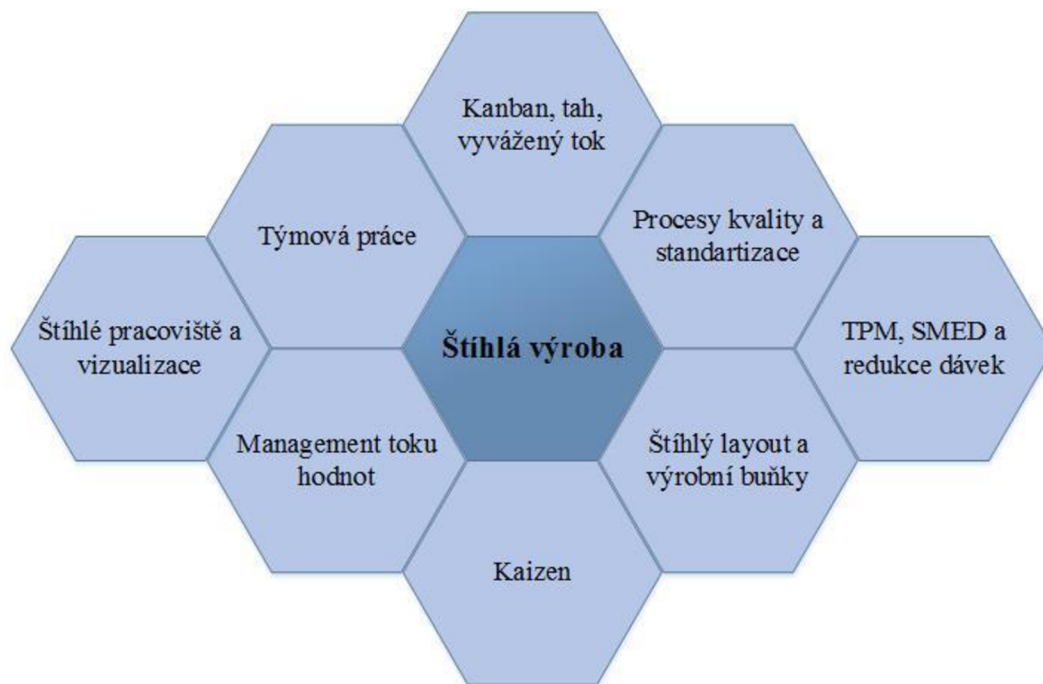 Kanban, tah,
vyvážený tok
Týmová práce
Procesy kvality a
standartizace
Štíhlé pracoviště a
vizualizace
Štíhlá výroba
TPM, SMED a
redukce dávek
Management toku
hodnot
Štíhlý layout a
výrobní buňky
Kaizen